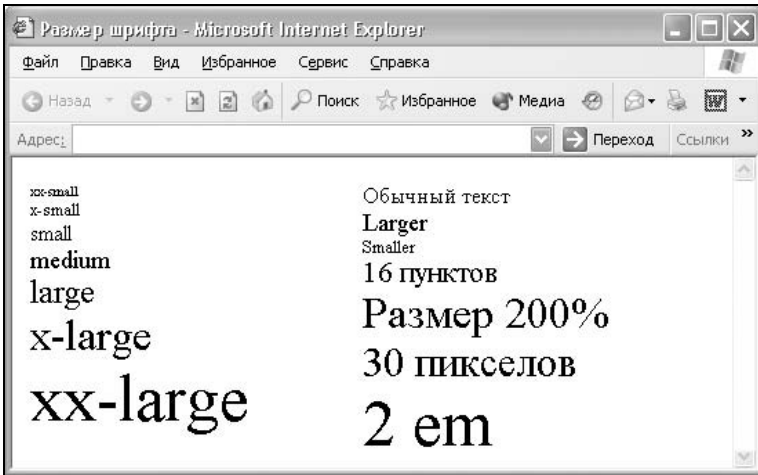 Размер шрифта - Microsoft Internet Explorer
Файл Правка Вид Избранное Сервис Справка
Назад Поиск Избранное Медиа W
Адрес: Переход Ссылки »
xx-small
x-small
small
medium
large
x-large
xx-large
Обычный текст
Larger
Smaller
16 пунктов
Размер 200%
30 пикселов
2 em